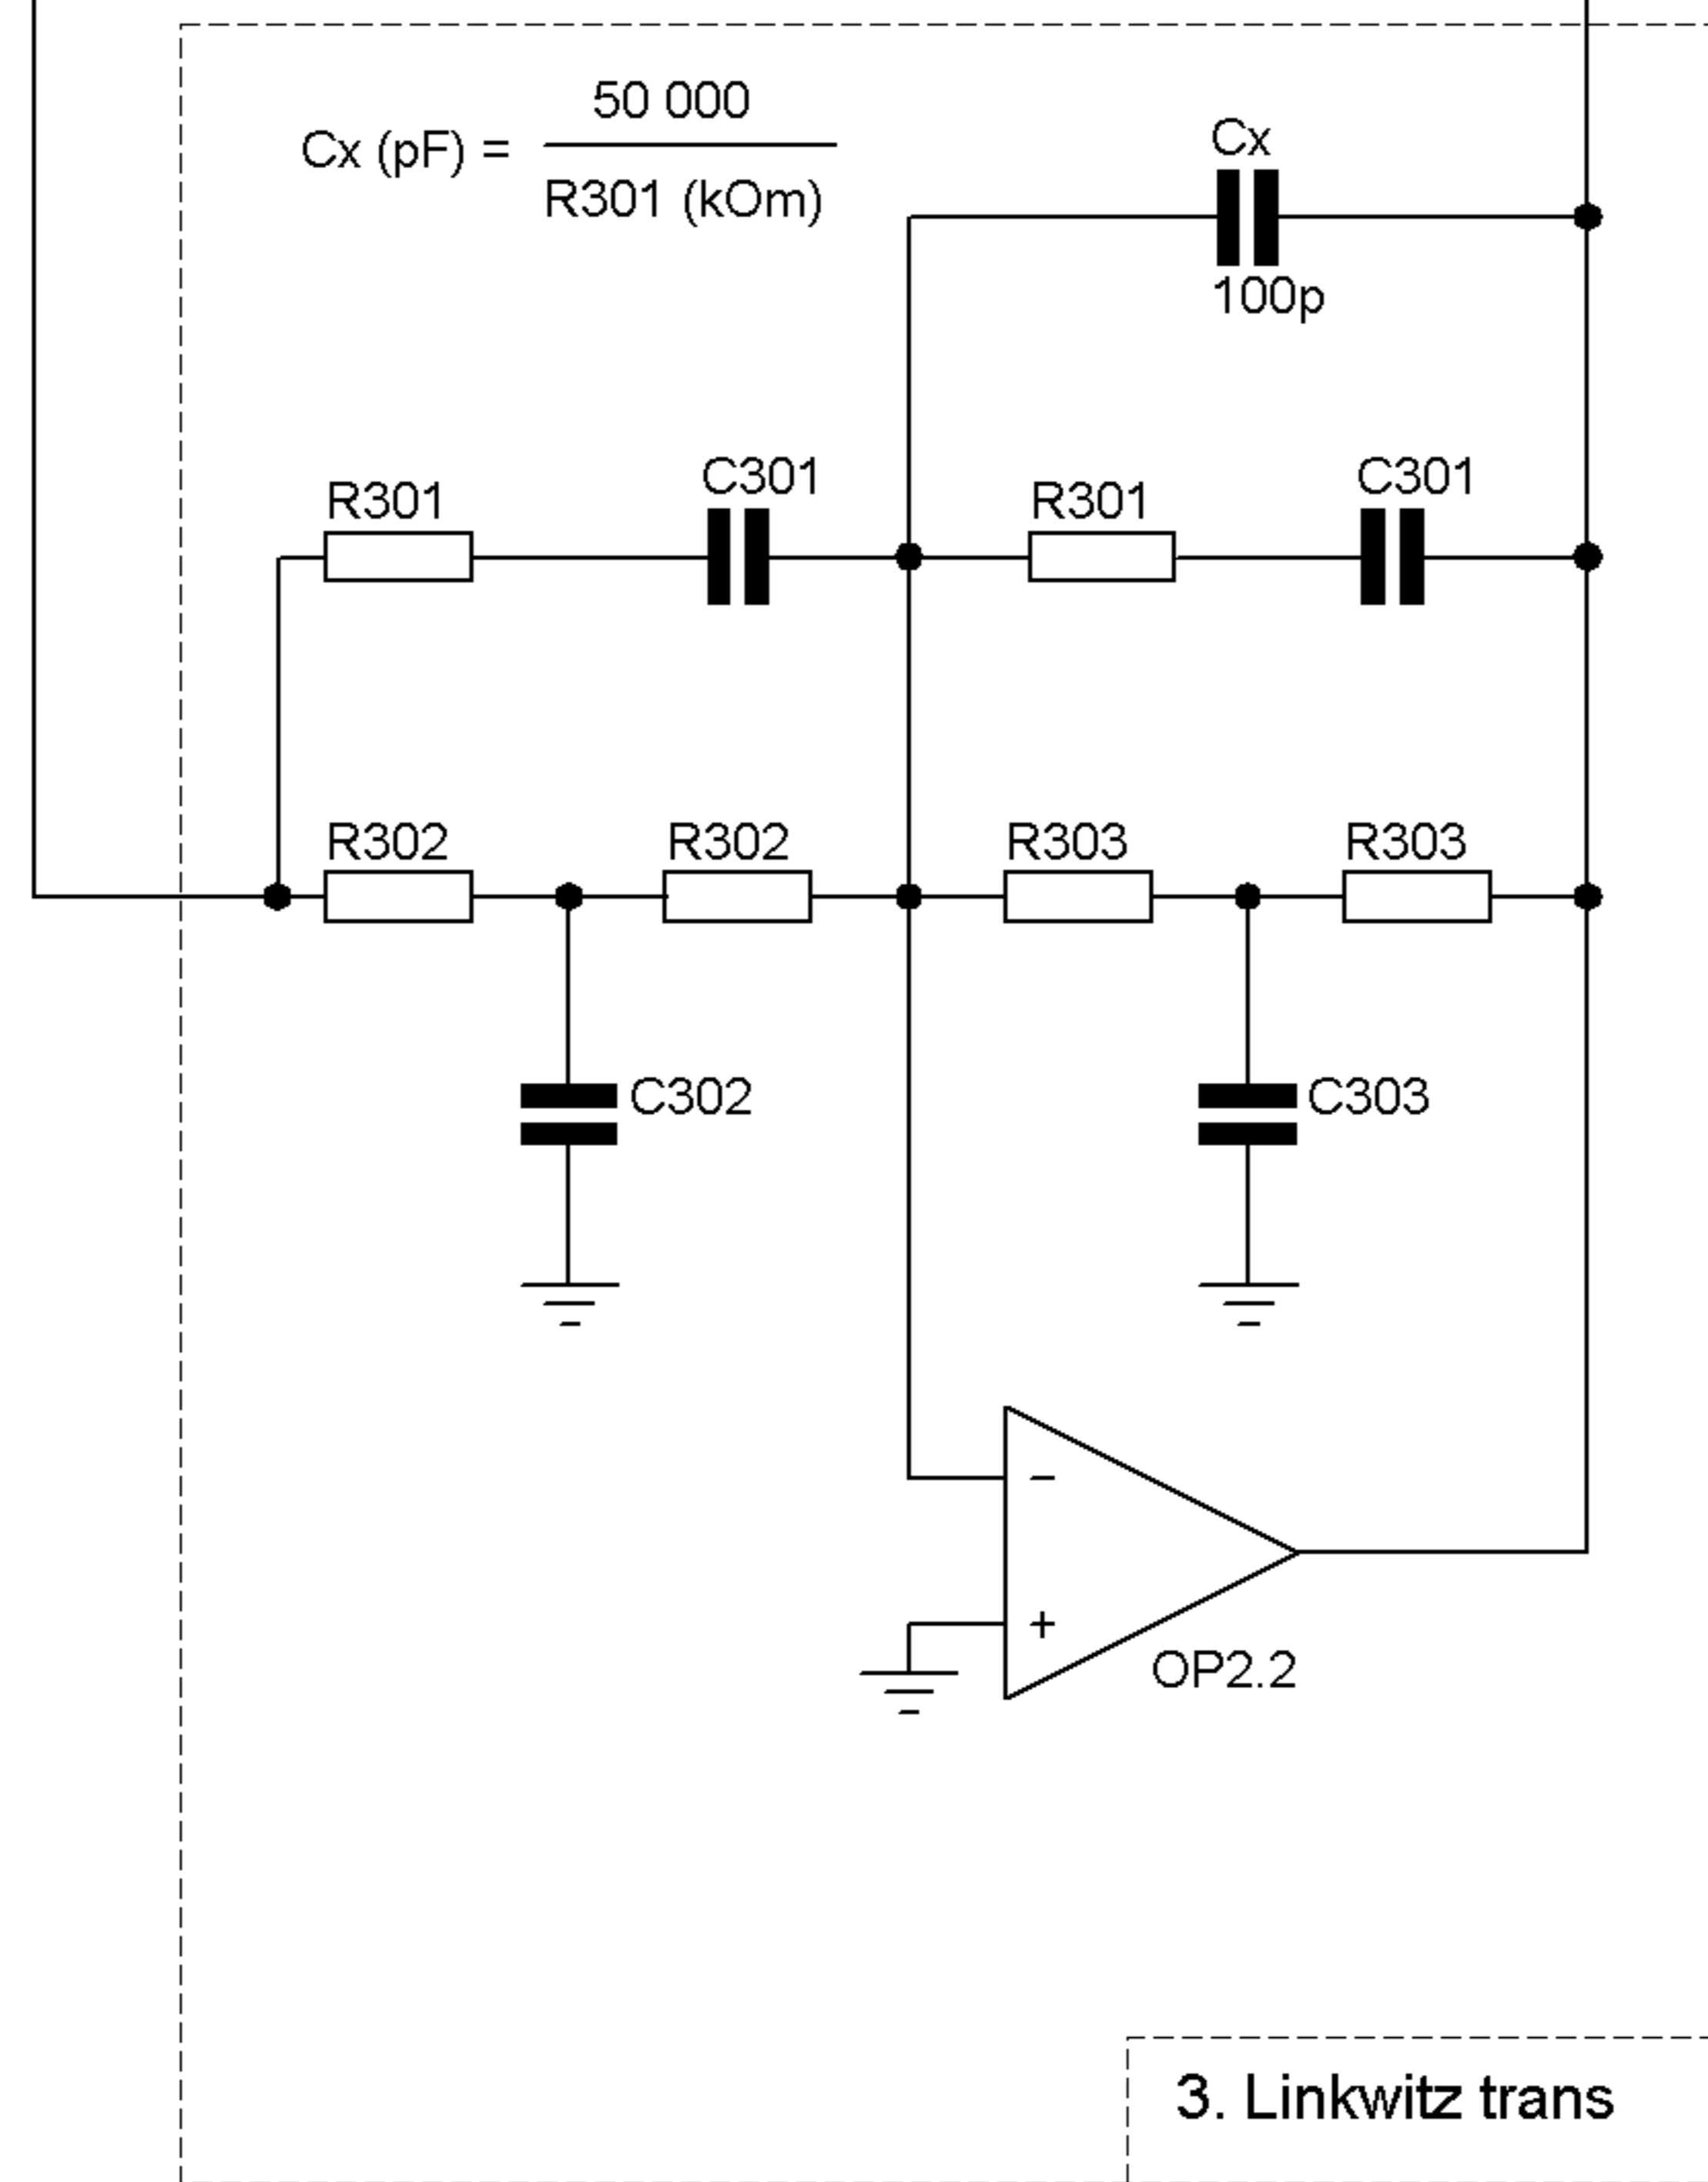 50 000
Cx (pF) =
R301 (kOm)
Cx
100p
R301
C301
R301
C301
R302
R302
R303
R303
C302
C303
−
+
OP2.2
3. Linkwitz trans